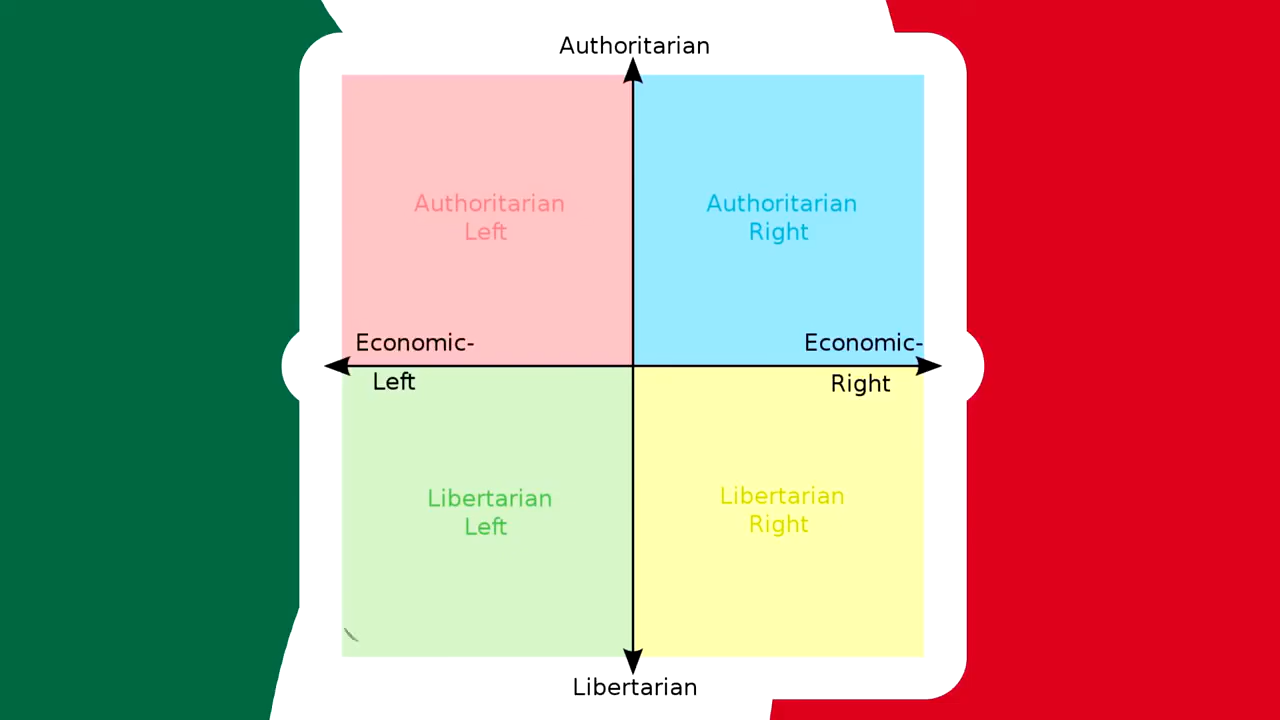 Authoritarian
Authoritarian
Left
Authoritarian
Right
Economic-
Left
Economic-
Right
Libertarian
Left
Libertarian
Right
Libertarian